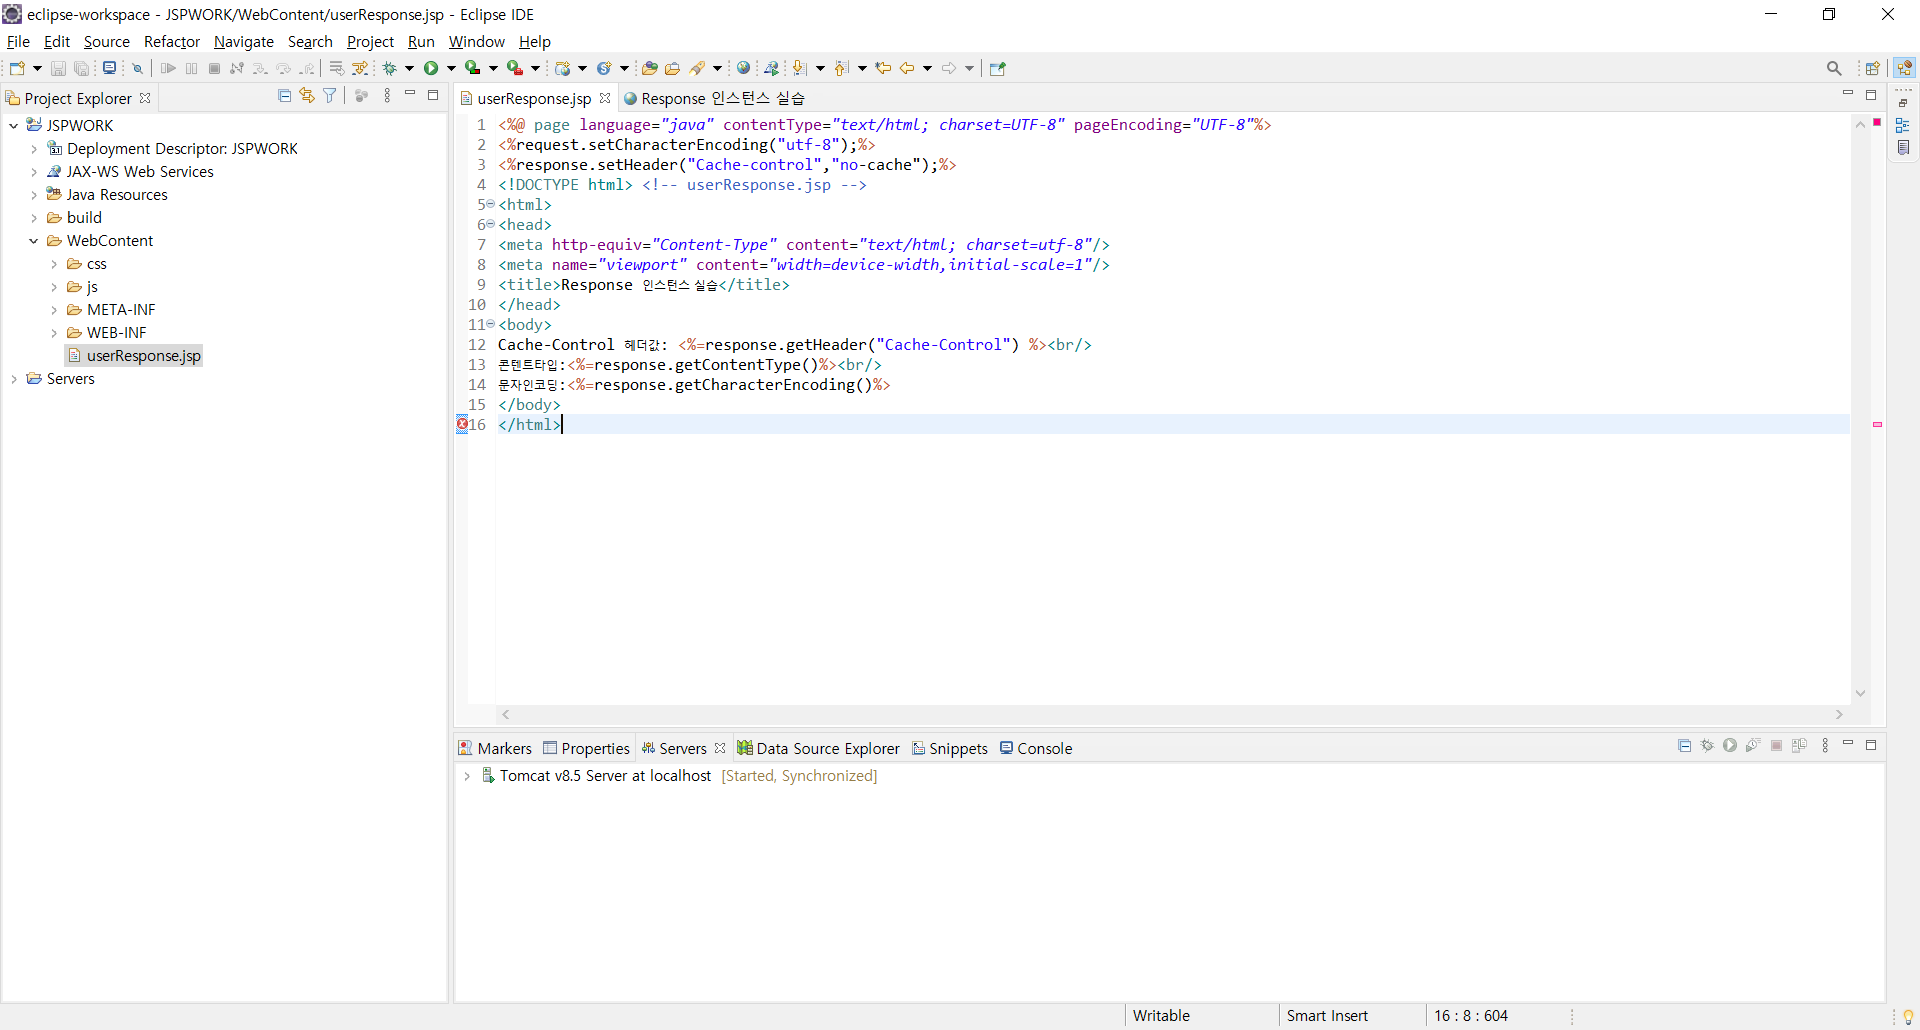 eclipse-workspace - JSPWORK/WebContent/userResponse.jsp - Eclipse IDE
File Edit Source Refactor Navigate Search Project Run Window Help
Project Explorer
JSPWORK
Deployment Descriptor: JSPWORK
JAX-WS Web Services
Java Resources
build
WebContent
css
js
META-INF
WEB-INF
userResponse.jsp
Servers
userResponse.jsp Response 인스턴스 실습
1 <%@ page language="java" contentType="text/html; charset=UTF-8" pageEncoding="UTF-8"%>
2 <%request.setCharacterEncoding("utf-8");%>
3 <%response.setHeader("Cache-control","no-cache");%>
4 <!DOCTYPE html> <!-- userResponse.jsp -->
5 <html>
6 <head>
7 <meta http-equiv="Content-Type" content="text/html; charset=utf-8"/>
8 <meta name="viewport" content="width=device-width,initial-scale=1"/>
9 <title>Response 인스턴스 실습</title>
10 </head>
11 <body>
12 Cache-Control 헤더값: <%=response.getHeader("Cache-Control") %><br/>
13 콘텐트타입:<%=response.getContentType()%><br/>
14 문자인코딩:<%=response.getCharacterEncoding()%>
15 </body>
16 </html>
Markers Properties Servers Data Source Explorer Snippets Console
Tomcat v8.5 Server at localhost [Started, Synchronized]
Writable Smart Insert 16 : 8 : 604